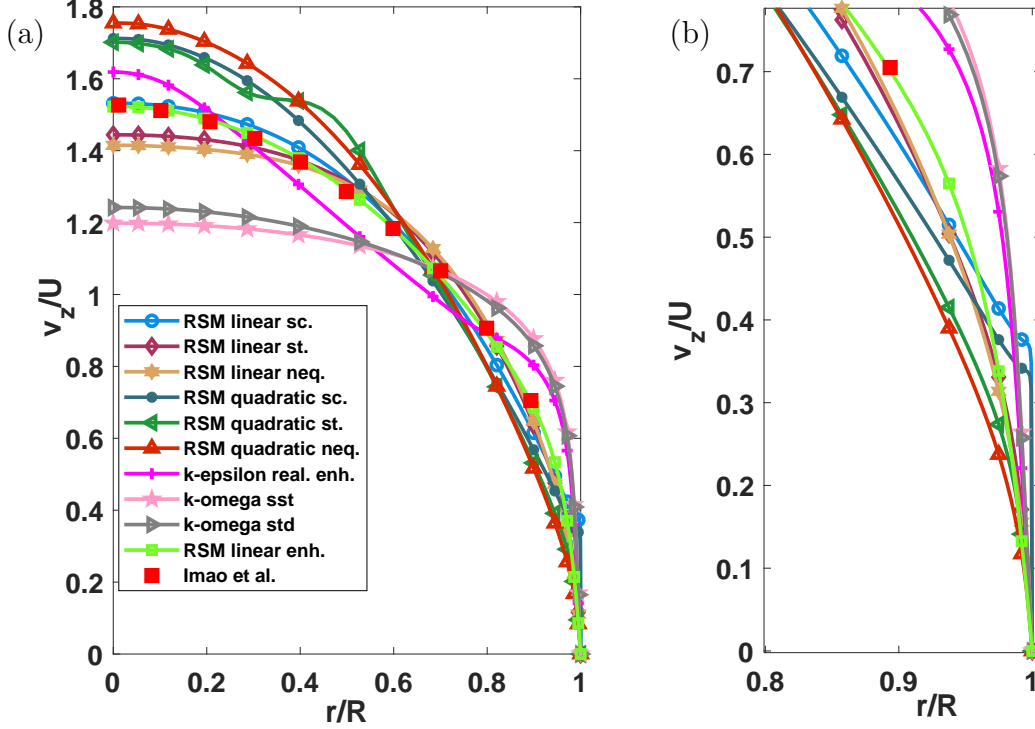 (a)
1.8
1.6
1.4
1.2
1
0.8
0.6
0.4
0.2
0
v_z/U
RSM linear sc.
RSM linear st.
RSM linear neq.
RSM quadratic sc.
RSM quadratic st.
RSM quadratic neq.
k-epsilon real. enh.
k-omega sst
k-omega std
RSM linear enh.
Imao et al.
0 0.2 0.4 0.6 0.8 1
r/R
(b)
0.7
0.6
0.5
0.4
0.3
0.2
0.1
0
v_z/U
0.8 0.9 1
r/R